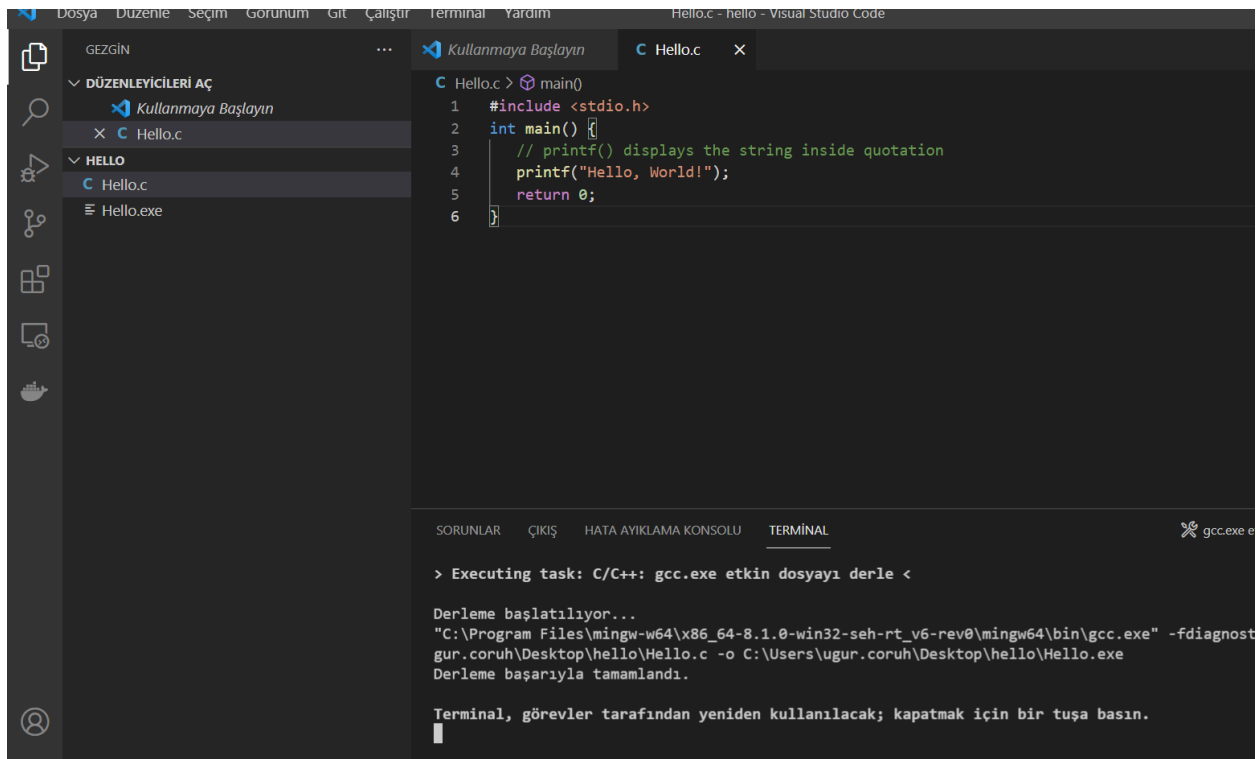 Dosya Düzenle Seçim Görünüm Git Çalıştır Terminal Yardım Hello.c - hello - Visual Studio Code
GEZGİN
DÜZENLEYİCİLERİ AÇ
Kullanmaya Başlayın
C Hello.c
HELLO
C Hello.c
Hello.exe
Kullanmaya Başlayın C Hello.c
C Hello.c > main()
1 #include <stdio.h>
2 int main() {
3 // printf() displays the string inside quotation
4 printf("Hello, World!");
5 return 0;
6 }
SORUNLAR ÇIKIŞ HATA AYIKLAMA KONSOLU TERMİNAL gcc.exe e
> Executing task: C/C++: gcc.exe etkin dosyayı derle <
Derleme başlatılıyor...
"C:\Program Files\mingw-w64\x86_64-8.1.0-win32-seh-rt_v6-rev0\mingw64\bin\gcc.exe" -fdiagnost
gur.coruh\Desktop\hello\Hello.c -o C:\Users\ugur.coruh\Desktop\hello\Hello.exe
Derleme başarıyla tamamlandı.
Terminal, görevler tarafından yeniden kullanılacak; kapatmak için bir tuşa basın.